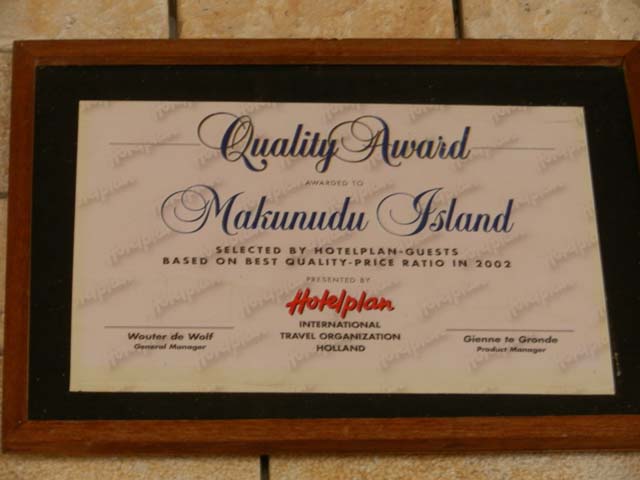 Quality Award
AWARDED TO
Makunudu Island
SELECTED BY HOTELPLAN-GUESTS
BASED ON BEST QUALITY-PRICE RATIO IN 2002
PRESENTED BY
Hotelplan
INTERNATIONAL
TRAVEL ORGANIZATION
HOLLAND
Wouter de Wolf
General Manager
Gienne te Gronde
Product Manager